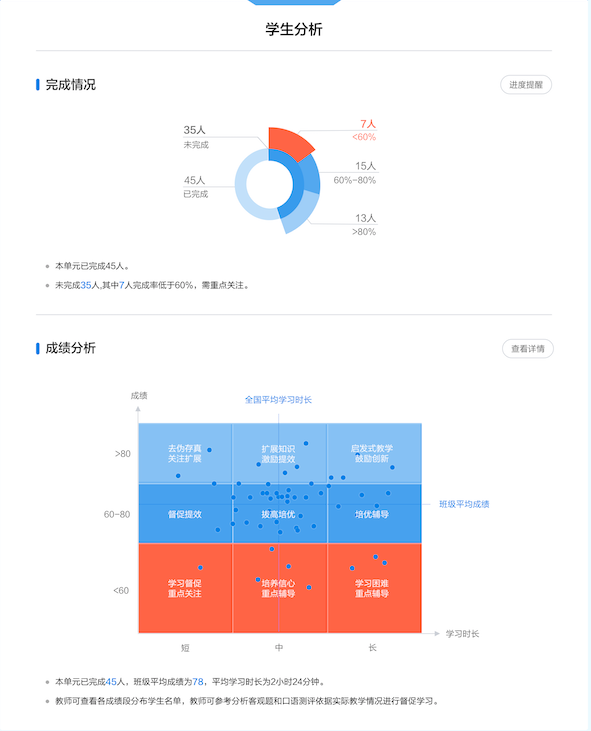 学生分析
完成情况
进度提醒
35人
未完成
7人
<60%
15人
60%-80%
45人
已完成
13人
>80%
本单元已完成45人。
未完成35人,其中7人完成率低于60%，需重点关注。
成绩分析
查看详情
成绩
全国平均学习时长
>80
去伪存真
关注扩展
扩展知识
激励提效
启发式教学
鼓励创新
班级平均成绩
60-80
督促提效
拔高培优
培优辅导
<60
学习督促
重点关注
培养信心
重点辅导
学习困难
重点辅导
学习时长
短
中
长
本单元已完成45人，班级平均成绩为78，平均学习时长为2小时24分钟。
教师可查看各成绩段分布学生名单，教师可参考分析客观题和口语测评依据实际教学情况进行督促学习。